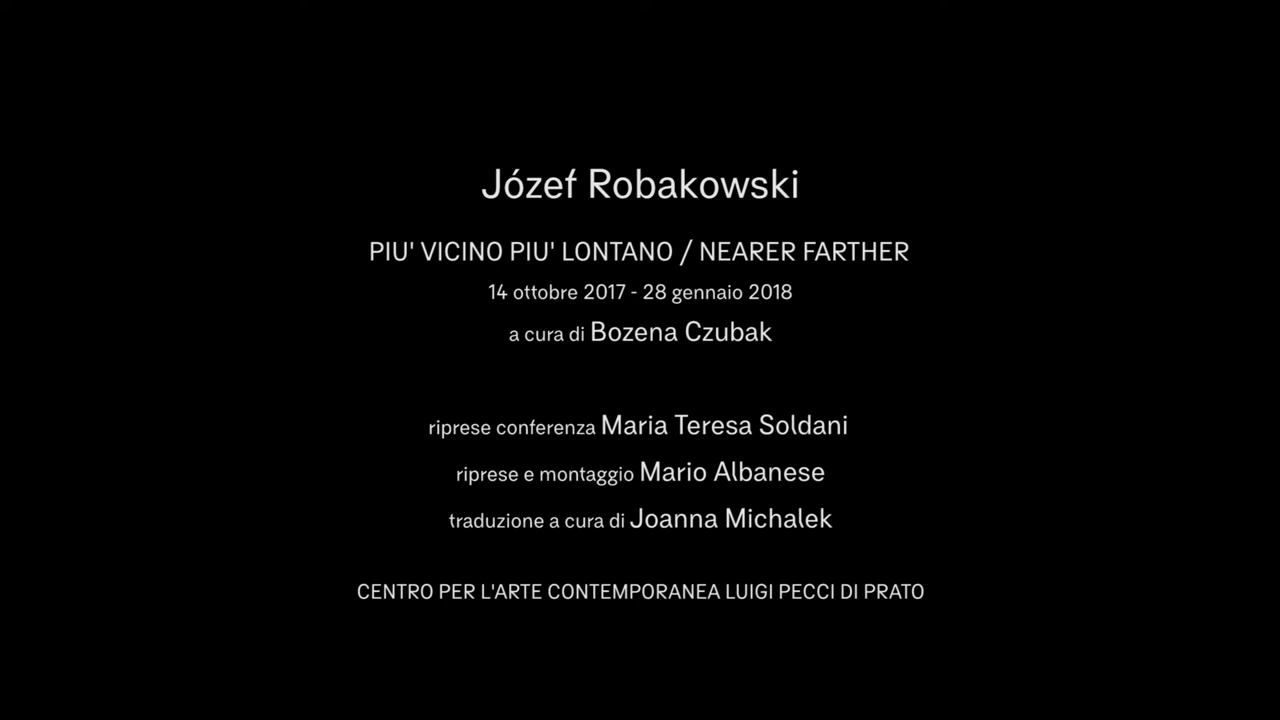 Józef Robakowski
PIU' VICINO PIU' LONTANO / NEARER FARTHER
14 ottobre 2017 - 28 gennaio 2018
a cura di Bozena Czubak
riprese conferenza Maria Teresa Soldani
riprese e montaggio Mario Albanese
traduzione a cura di Joanna Michalek
CENTRO PER L'ARTE CONTEMPORANEA LUIGI PECCI DI PRATO